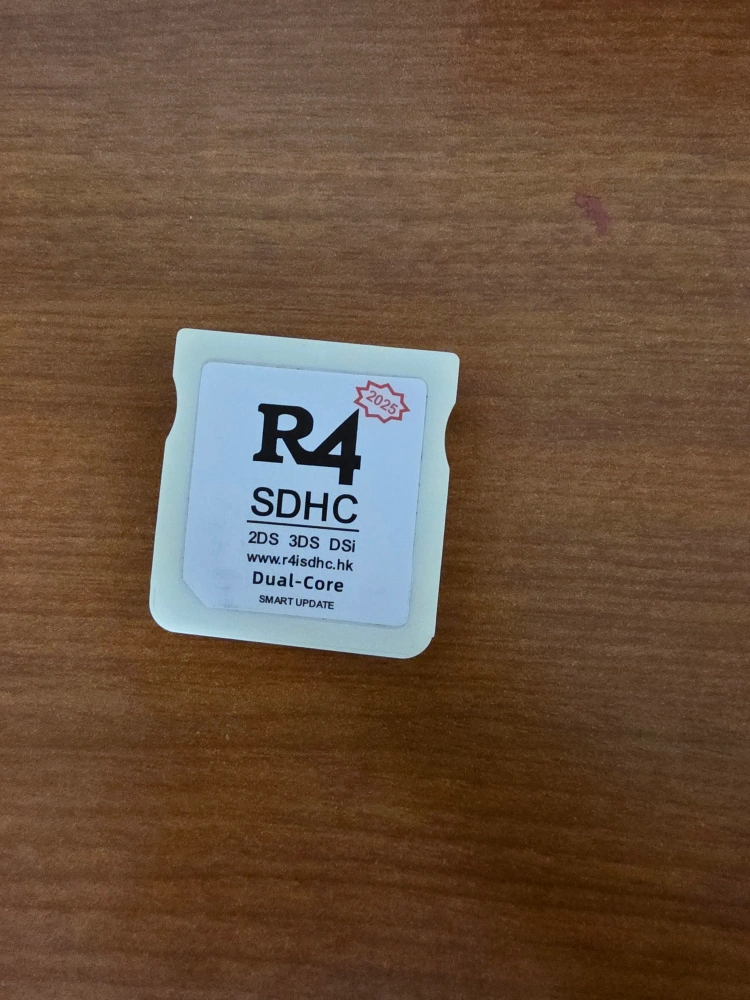 2025
R4
SDHC
2DS 3DS DSi
www.r4isdhc.hk
Dual-Core
SMART UPDATE